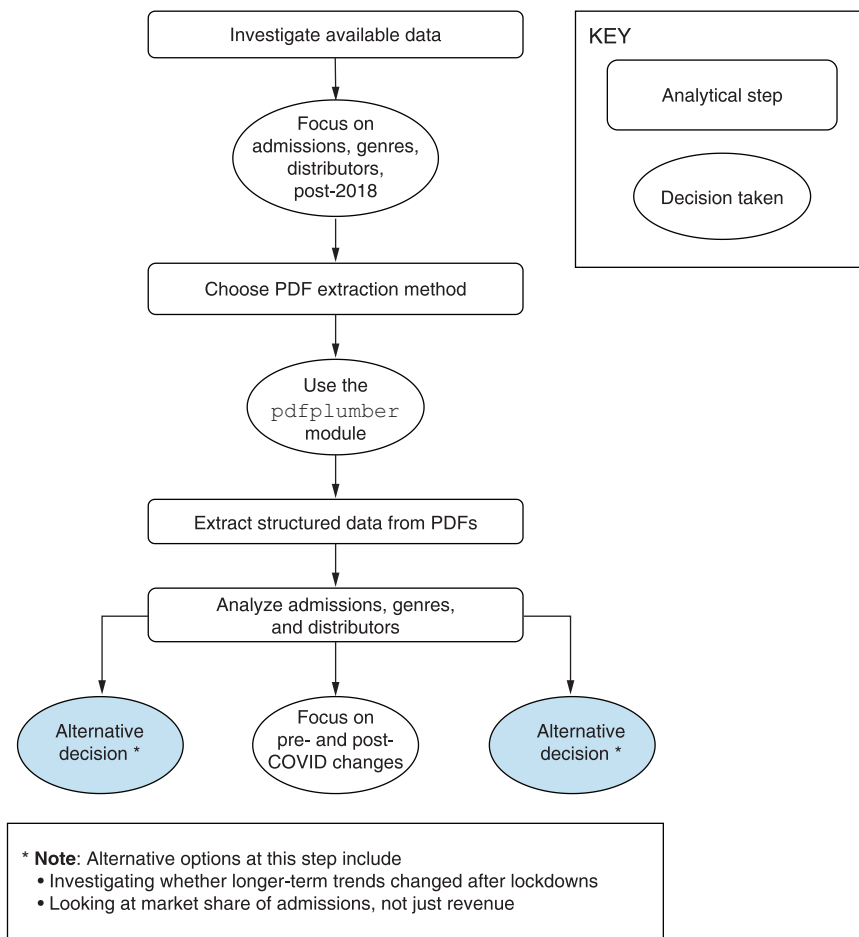 Investigate available data
Focus on
admissions, genres,
distributors,
post-2018
Choose PDF extraction method
Use the
pdfplumber
module
Extract structured data from PDFs
Analyze admissions, genres,
and distributors
Alternative
decision *
Focus on
pre- and post-
COVID changes
Alternative
decision *
KEY
Analytical step
Decision taken
* Note: Alternative options at this step include
• Investigating whether longer-term trends changed after lockdowns
• Looking at market share of admissions, not just revenue